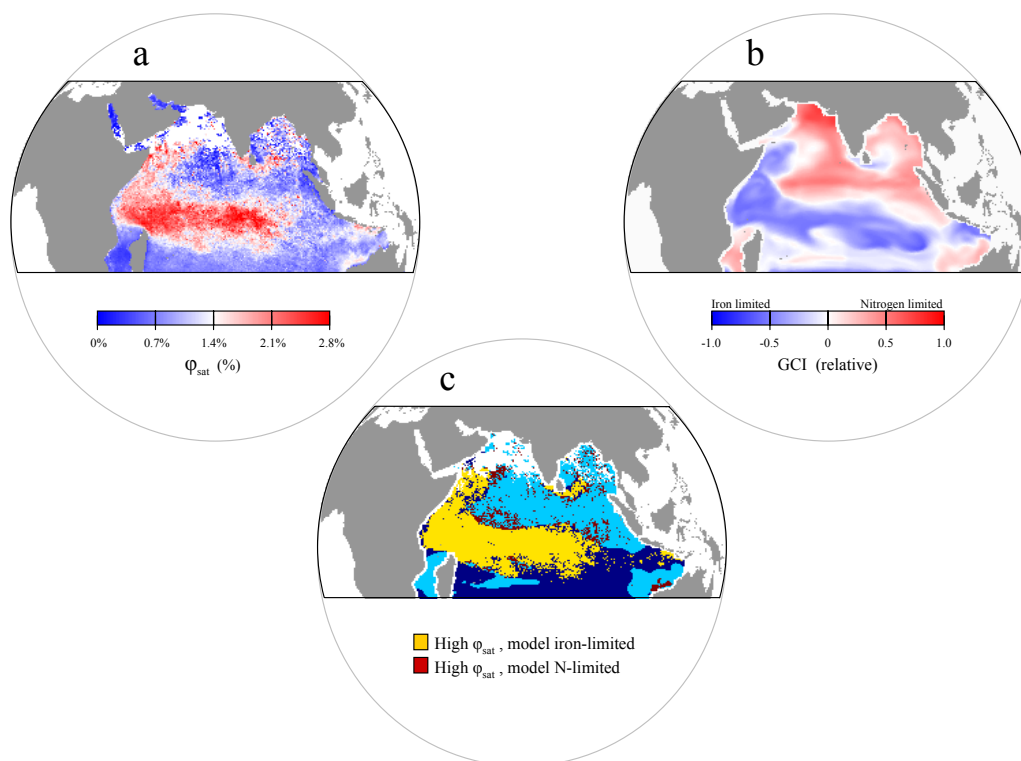 a
0% 0.7% 1.4% 2.1% 2.8%
φsat (%)
b
Iron limited Nitrogen limited
-1.0 -0.5 0 0.5 1.0
GCI (relative)
c
High φsat , model iron-limited
High φsat , model N-limited